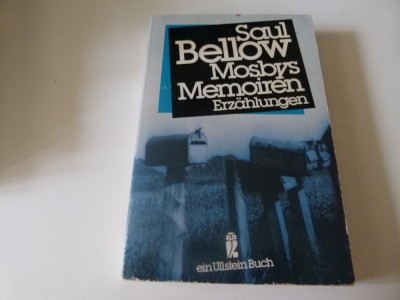 Saul
Bellow
Mosbys
Memoiren
Erzählungen
ein Ullstein Buch